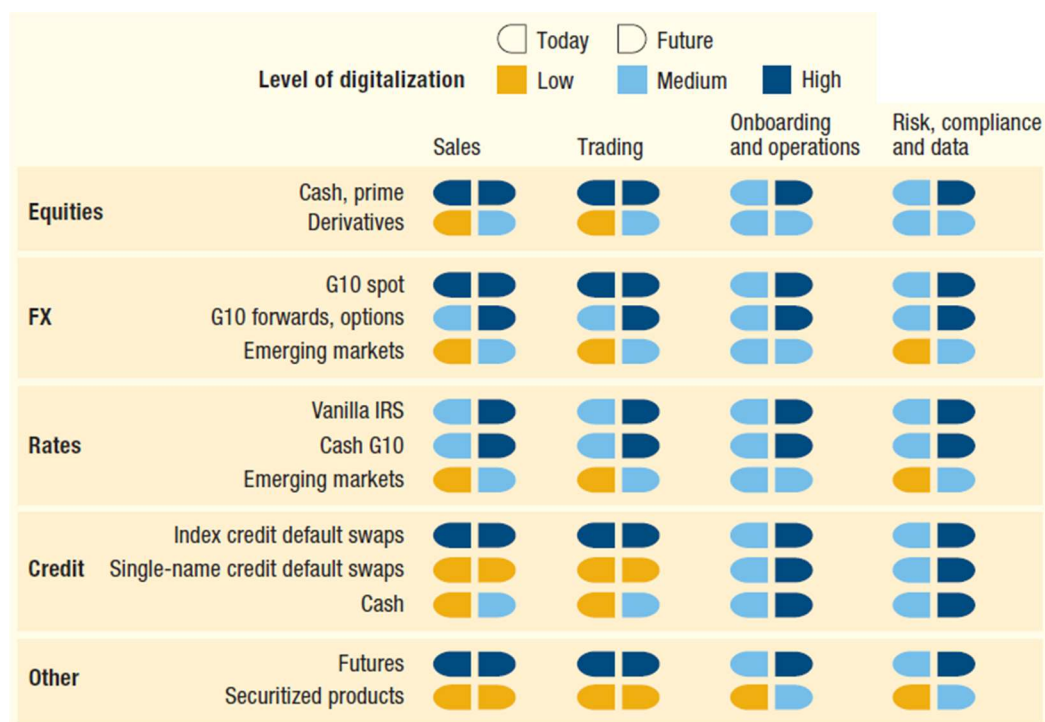 Today Future
Level of digitalization Low Medium High
Sales Trading Onboarding and operations Risk, compliance and data
Equities
Cash, prime
Derivatives
FX
G10 spot
G10 forwards, options
Emerging markets
Rates
Vanilla IRS
Cash G10
Emerging markets
Credit
Index credit default swaps
Single-name credit default swaps
Cash
Other
Futures
Securitized products